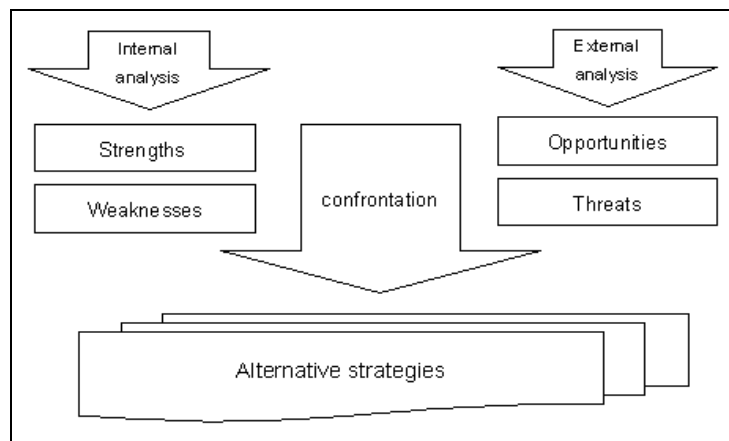 Internal
analysis
Strengths
Weaknesses
External
analysis
Opportunities
Threats
confrontation
Alternative strategies